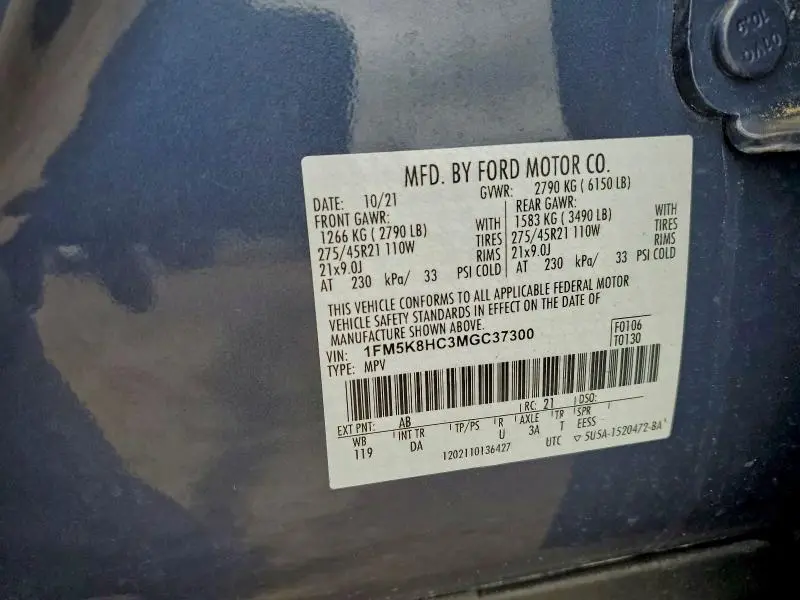 MFD. BY FORD MOTOR CO.
DATE: 10/21 GVWR: 2790 KG ( 6150 LB)
FRONT GAWR: REAR GAWR:
1266 KG ( 2790 LB) WITH 1583 KG ( 3490 LB) WITH
275/45R21 110W TIRES 275/45R21 110W TIRES
21x9.0J RIMS 21x9.0J RIMS
AT 230 kPa/ 33 PSI COLD AT 230 kPa/ 33 PSI COLD
THIS VEHICLE CONFORMS TO ALL APPLICABLE FEDERAL MOTOR
VEHICLE SAFETY STANDARDS IN EFFECT ON THE DATE OF
MANUFACTURE SHOWN ABOVE.
VIN: 1FM5K8HC3MGC37300 F0106
TYPE: MPV T0130
EXT PNT: AB RC: 21 DSO:
WB INT TR TP/PS R AXLE TR SPR
119 DA U 3A T EESS
1202110136427 UTC ▽ 5U5A-1520472-BA
10.9